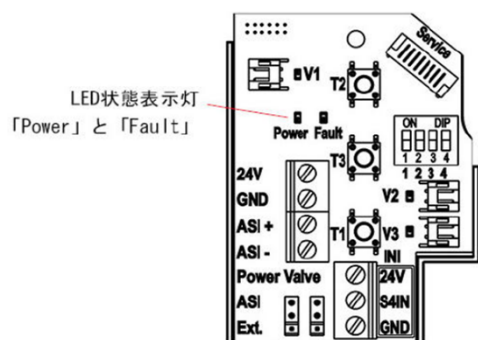 Service
V1
T2
LED状態表示灯
「Power」と「Fault」
Power Fault
ON DIP
1 2 3 4
1 2 3 4
24V
T3
GND
V2
ASI +
T1
V3
ASI -
INI
Power Valve
24V
ASI
S4IN
Ext.
GND